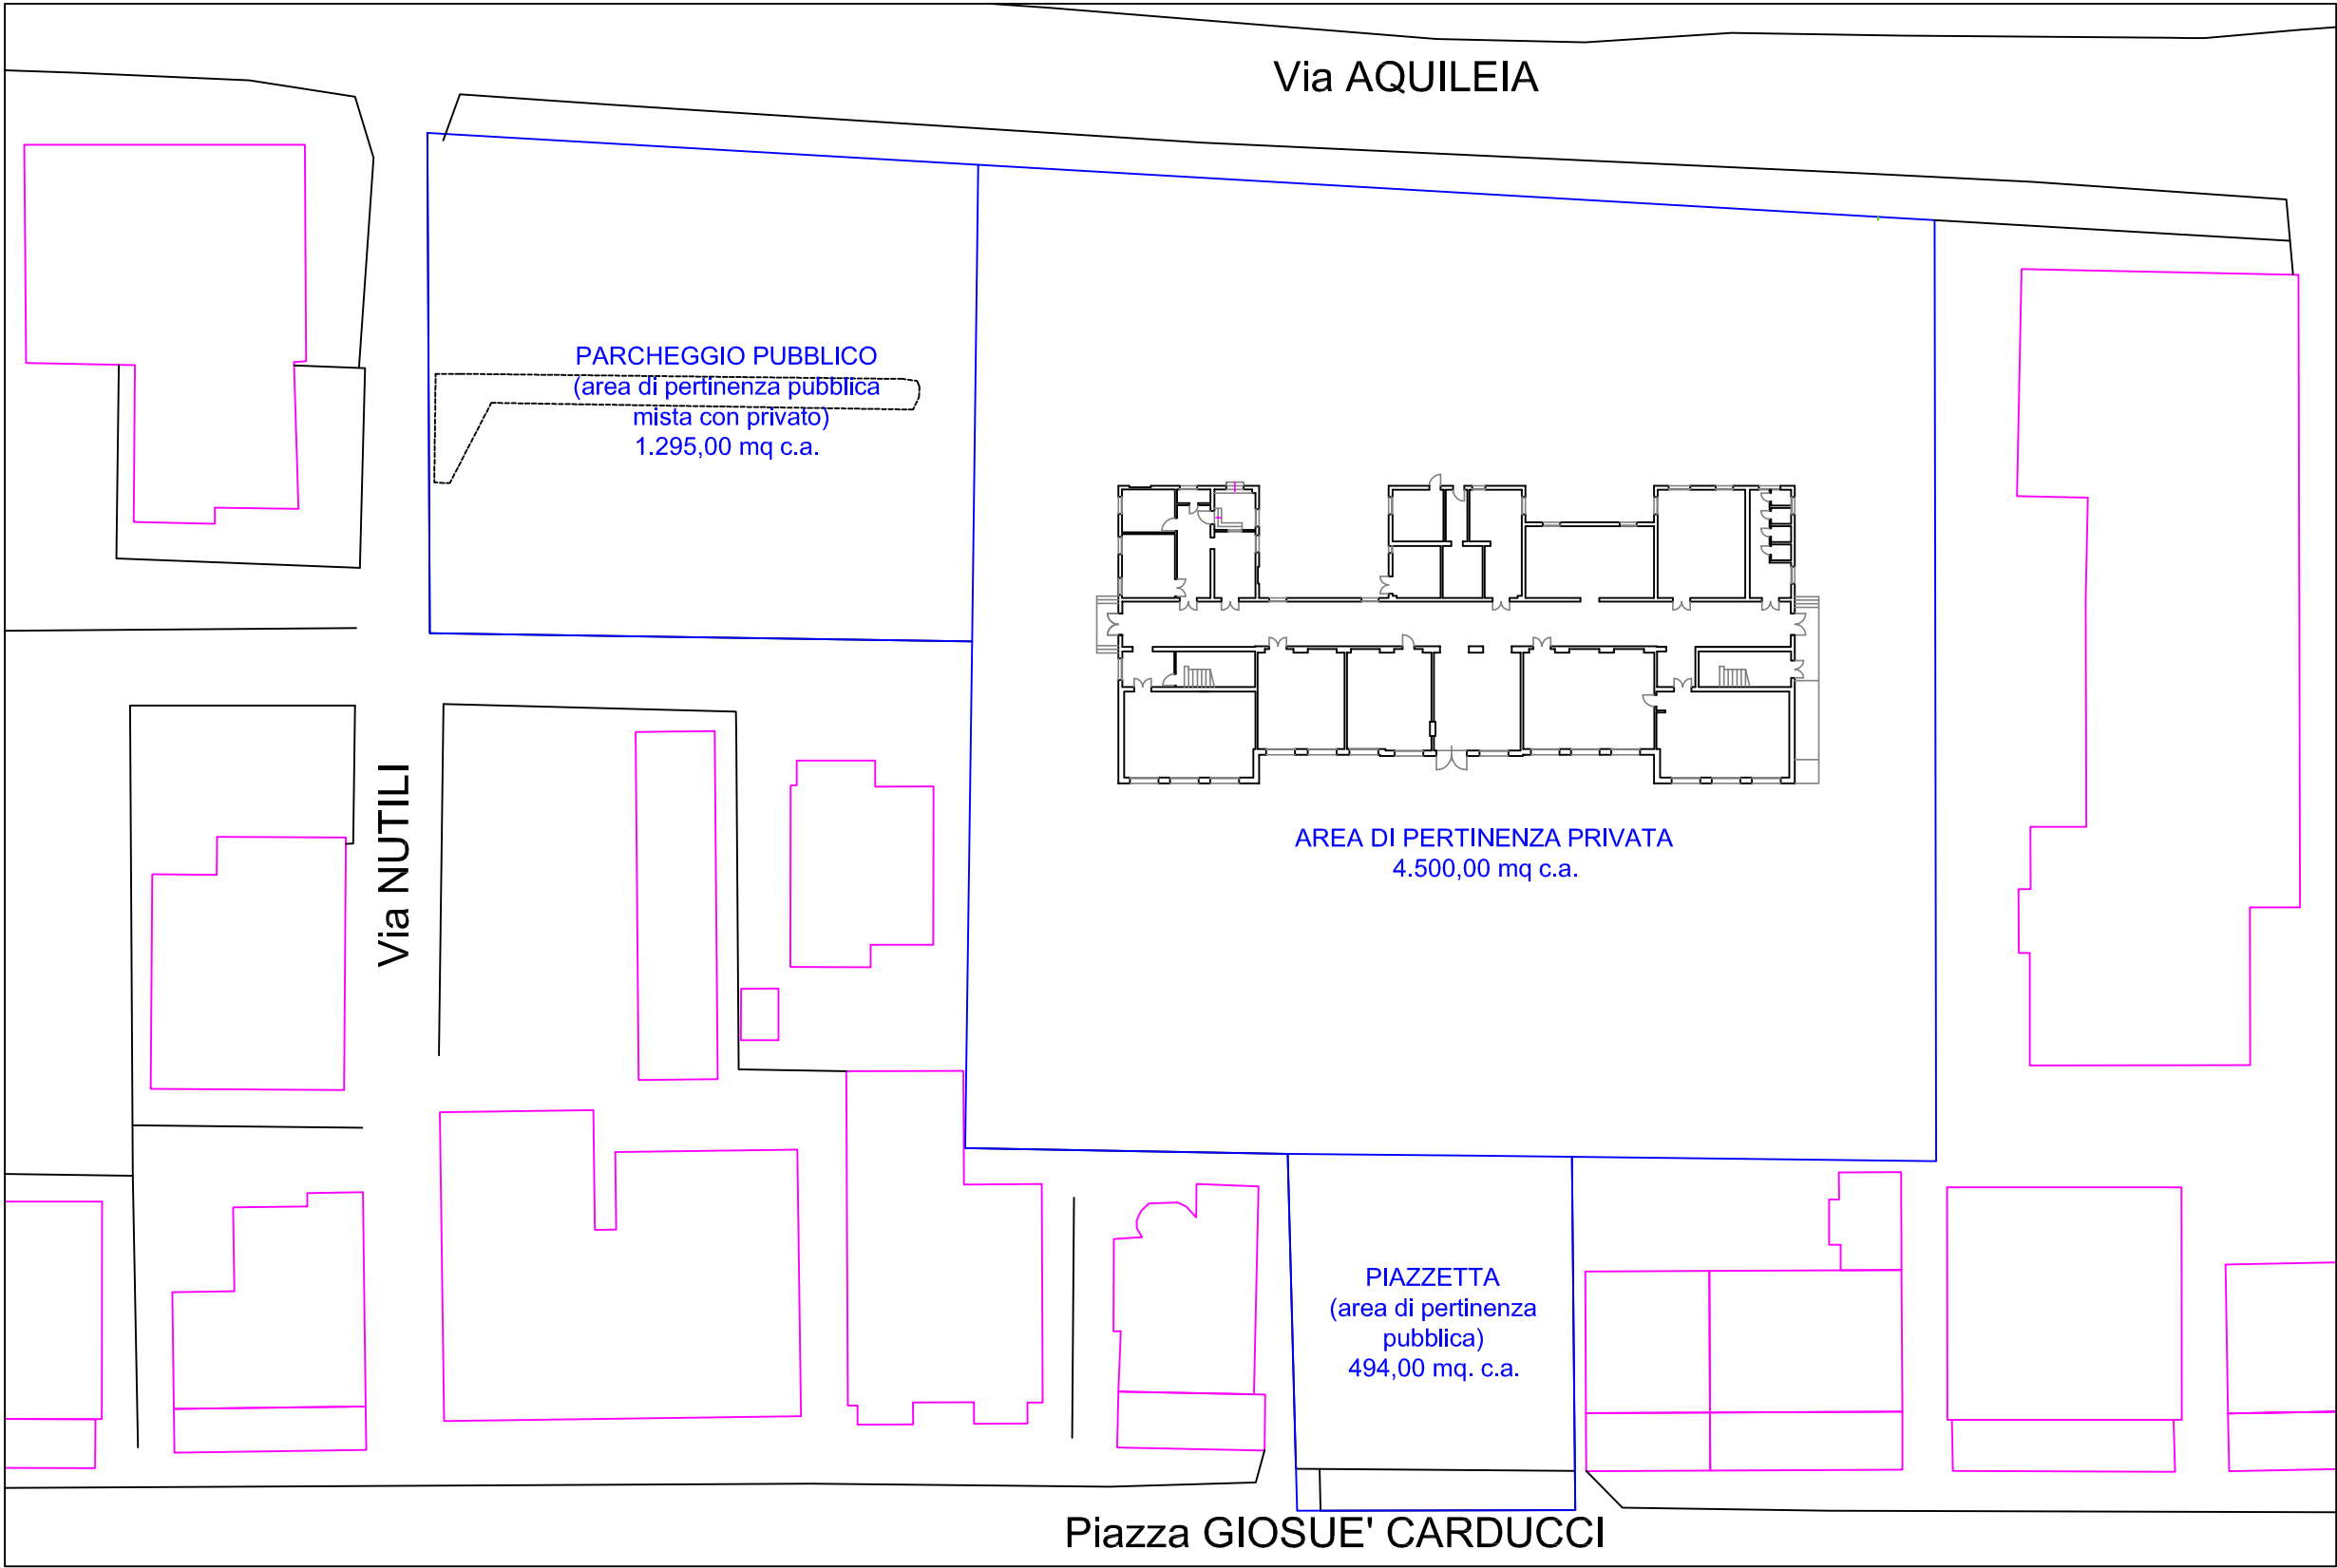 Via AQUILEIA
PARCHEGGIO PUBBLICO
(area di pertinenza pubblica
mista con privato)
1.295,00 mq c.a.
Via NUTILI
AREA DI PERTINENZA PRIVATA
4.500,00 mq c.a.
PIAZZETTA
(area di pertinenza
pubblica)
494,00 mq. c.a.
Piazza GIOSUE' CARDUCCI